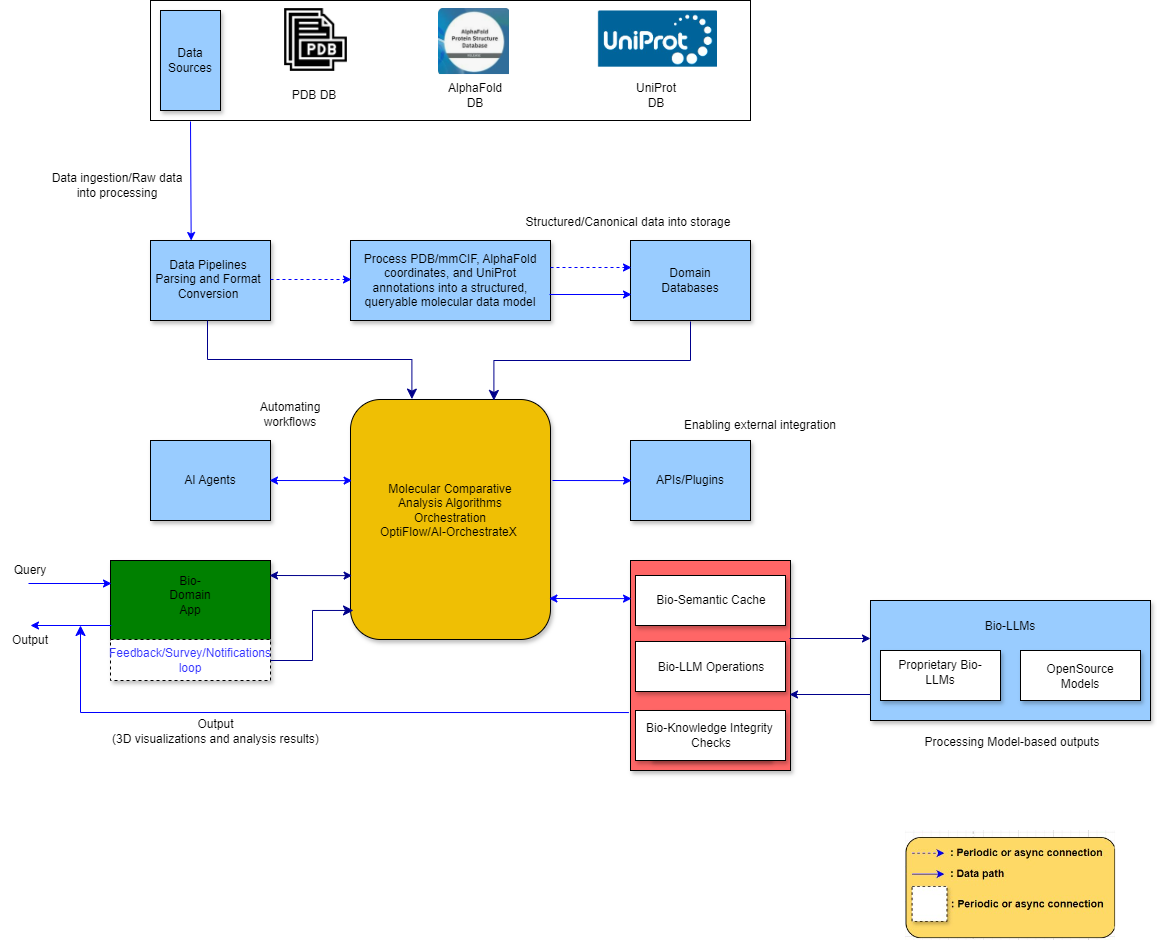 Data
Sources
PDB
PDB DB
AlphaFold
Protein Structure
Database
AlphaFold
DB
UniProt
UniProt
DB
Data ingestion/Raw data
into processing
Structured/Canonical data into storage
Data Pipelines
Parsing and Format
Conversion
Process PDB/mmCIF, AlphaFold
coordinates, and UniProt
annotations into a structured,
queryable molecular data model
Domain
Databases
Automating
workflows
Enabling external integration
AI Agents
Molecular Comparative
Analysis Algorithms
Orchestration
OptiFlow/AI-OrchestrateX
APIs/Plugins
Query
Output
Bio-
Domain
App
Feedback/Survey/Notifications
loop
Bio-Semantic Cache
Bio-LLM Operations
Bio-Knowledge Integrity
Checks
Bio-LLMs
Proprietary Bio-
LLMs
OpenSource
Models
Processing Model-based outputs
Output
(3D visualizations and analysis results)
: Periodic or async connection
: Data path
: Periodic or async connection